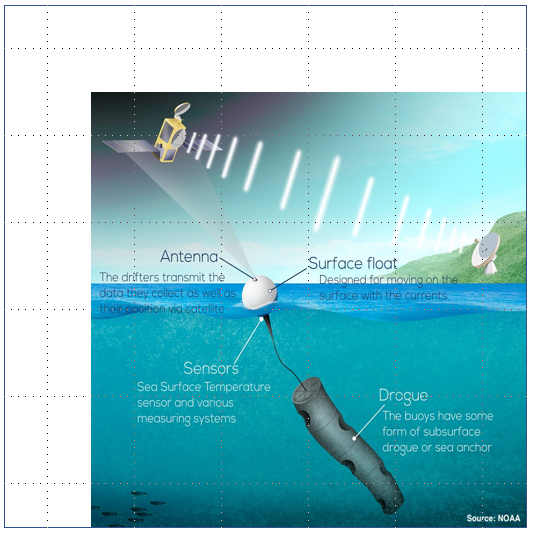 Antenna
The drifters transmit the
data they collect as well as
their position via satellite
Surface float
Designed for moving on the
surface with the currents
Sensors
Sea Surface Temperature
sensor and various
measuring systems
Drogue
The buoys have some
form of subsurface
drogue or sea anchor
Source: NOAA